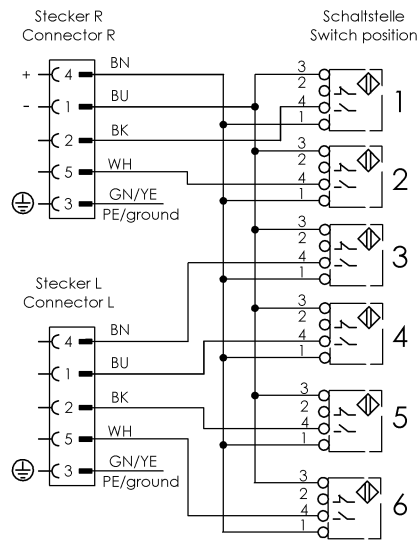 Stecker R
Connector R
Schaltstelle
Switch position
+ 4 BN
- 1 BU
2 BK
5 WH
3 GN/YE
PE/ground
3
2
4
1
1
3
2
4
1
2
3
2
4
1
3
Stecker L
Connector L
4 BN
1 BU
2 BK
5 WH
3 GN/YE
PE/ground
3
2
4
1
4
3
2
4
1
5
3
2
4
1
6